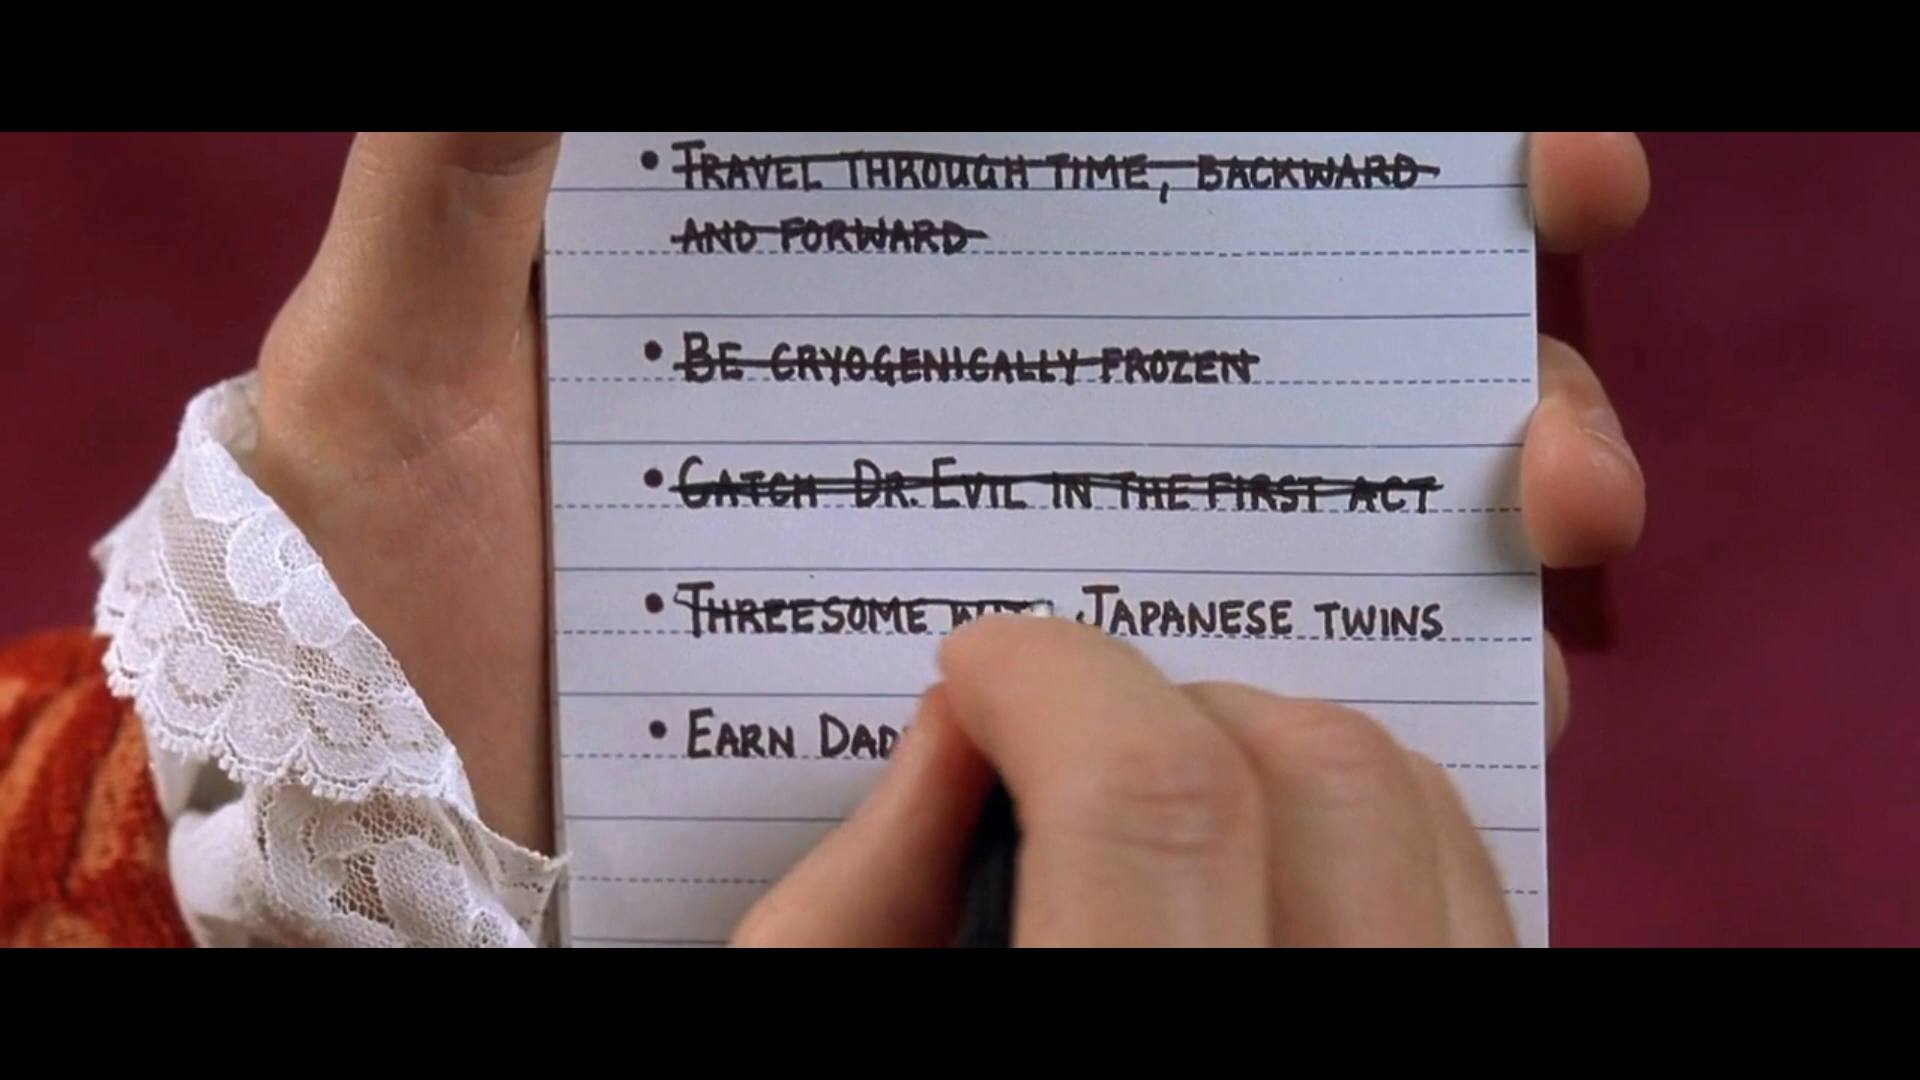 • TRAVEL THROUGH TIME, BACKWARD
AND FORWARD
• BE CRYOGENICALLY FROZEN
• CATCH DR. EVIL IN THE FIRST ACT
• THREESOME WITH JAPANESE TWINS
• EARN